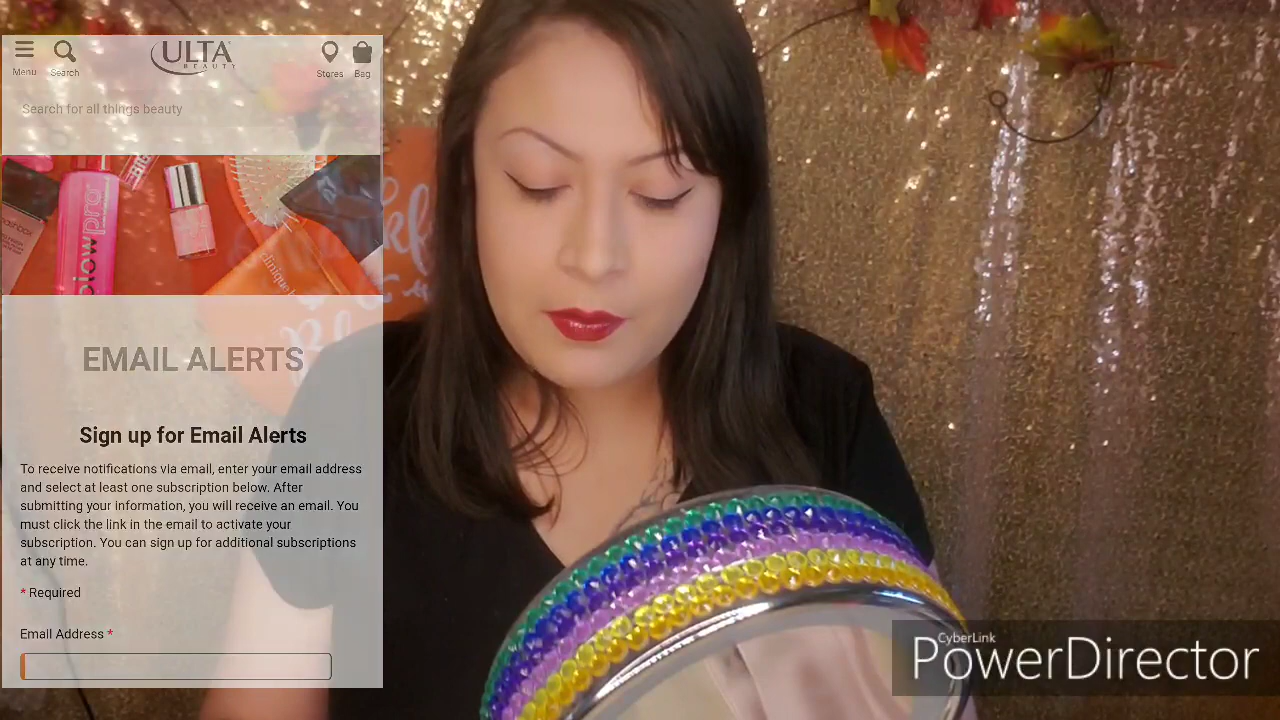 Menu
Search
ULTA
BEAUTY
Stores
Bag
Search for all things beauty
glowpro
clinique
EMAIL ALERTS
Sign up for Email Alerts
To receive notifications via email, enter your email address
and select at least one subscription below. After
submitting your information, you will receive an email. You
must click the link in the email to activate your
subscription. You can sign up for additional subscriptions
at any time.
* Required
Email Address *
CyberLink
PowerDirector